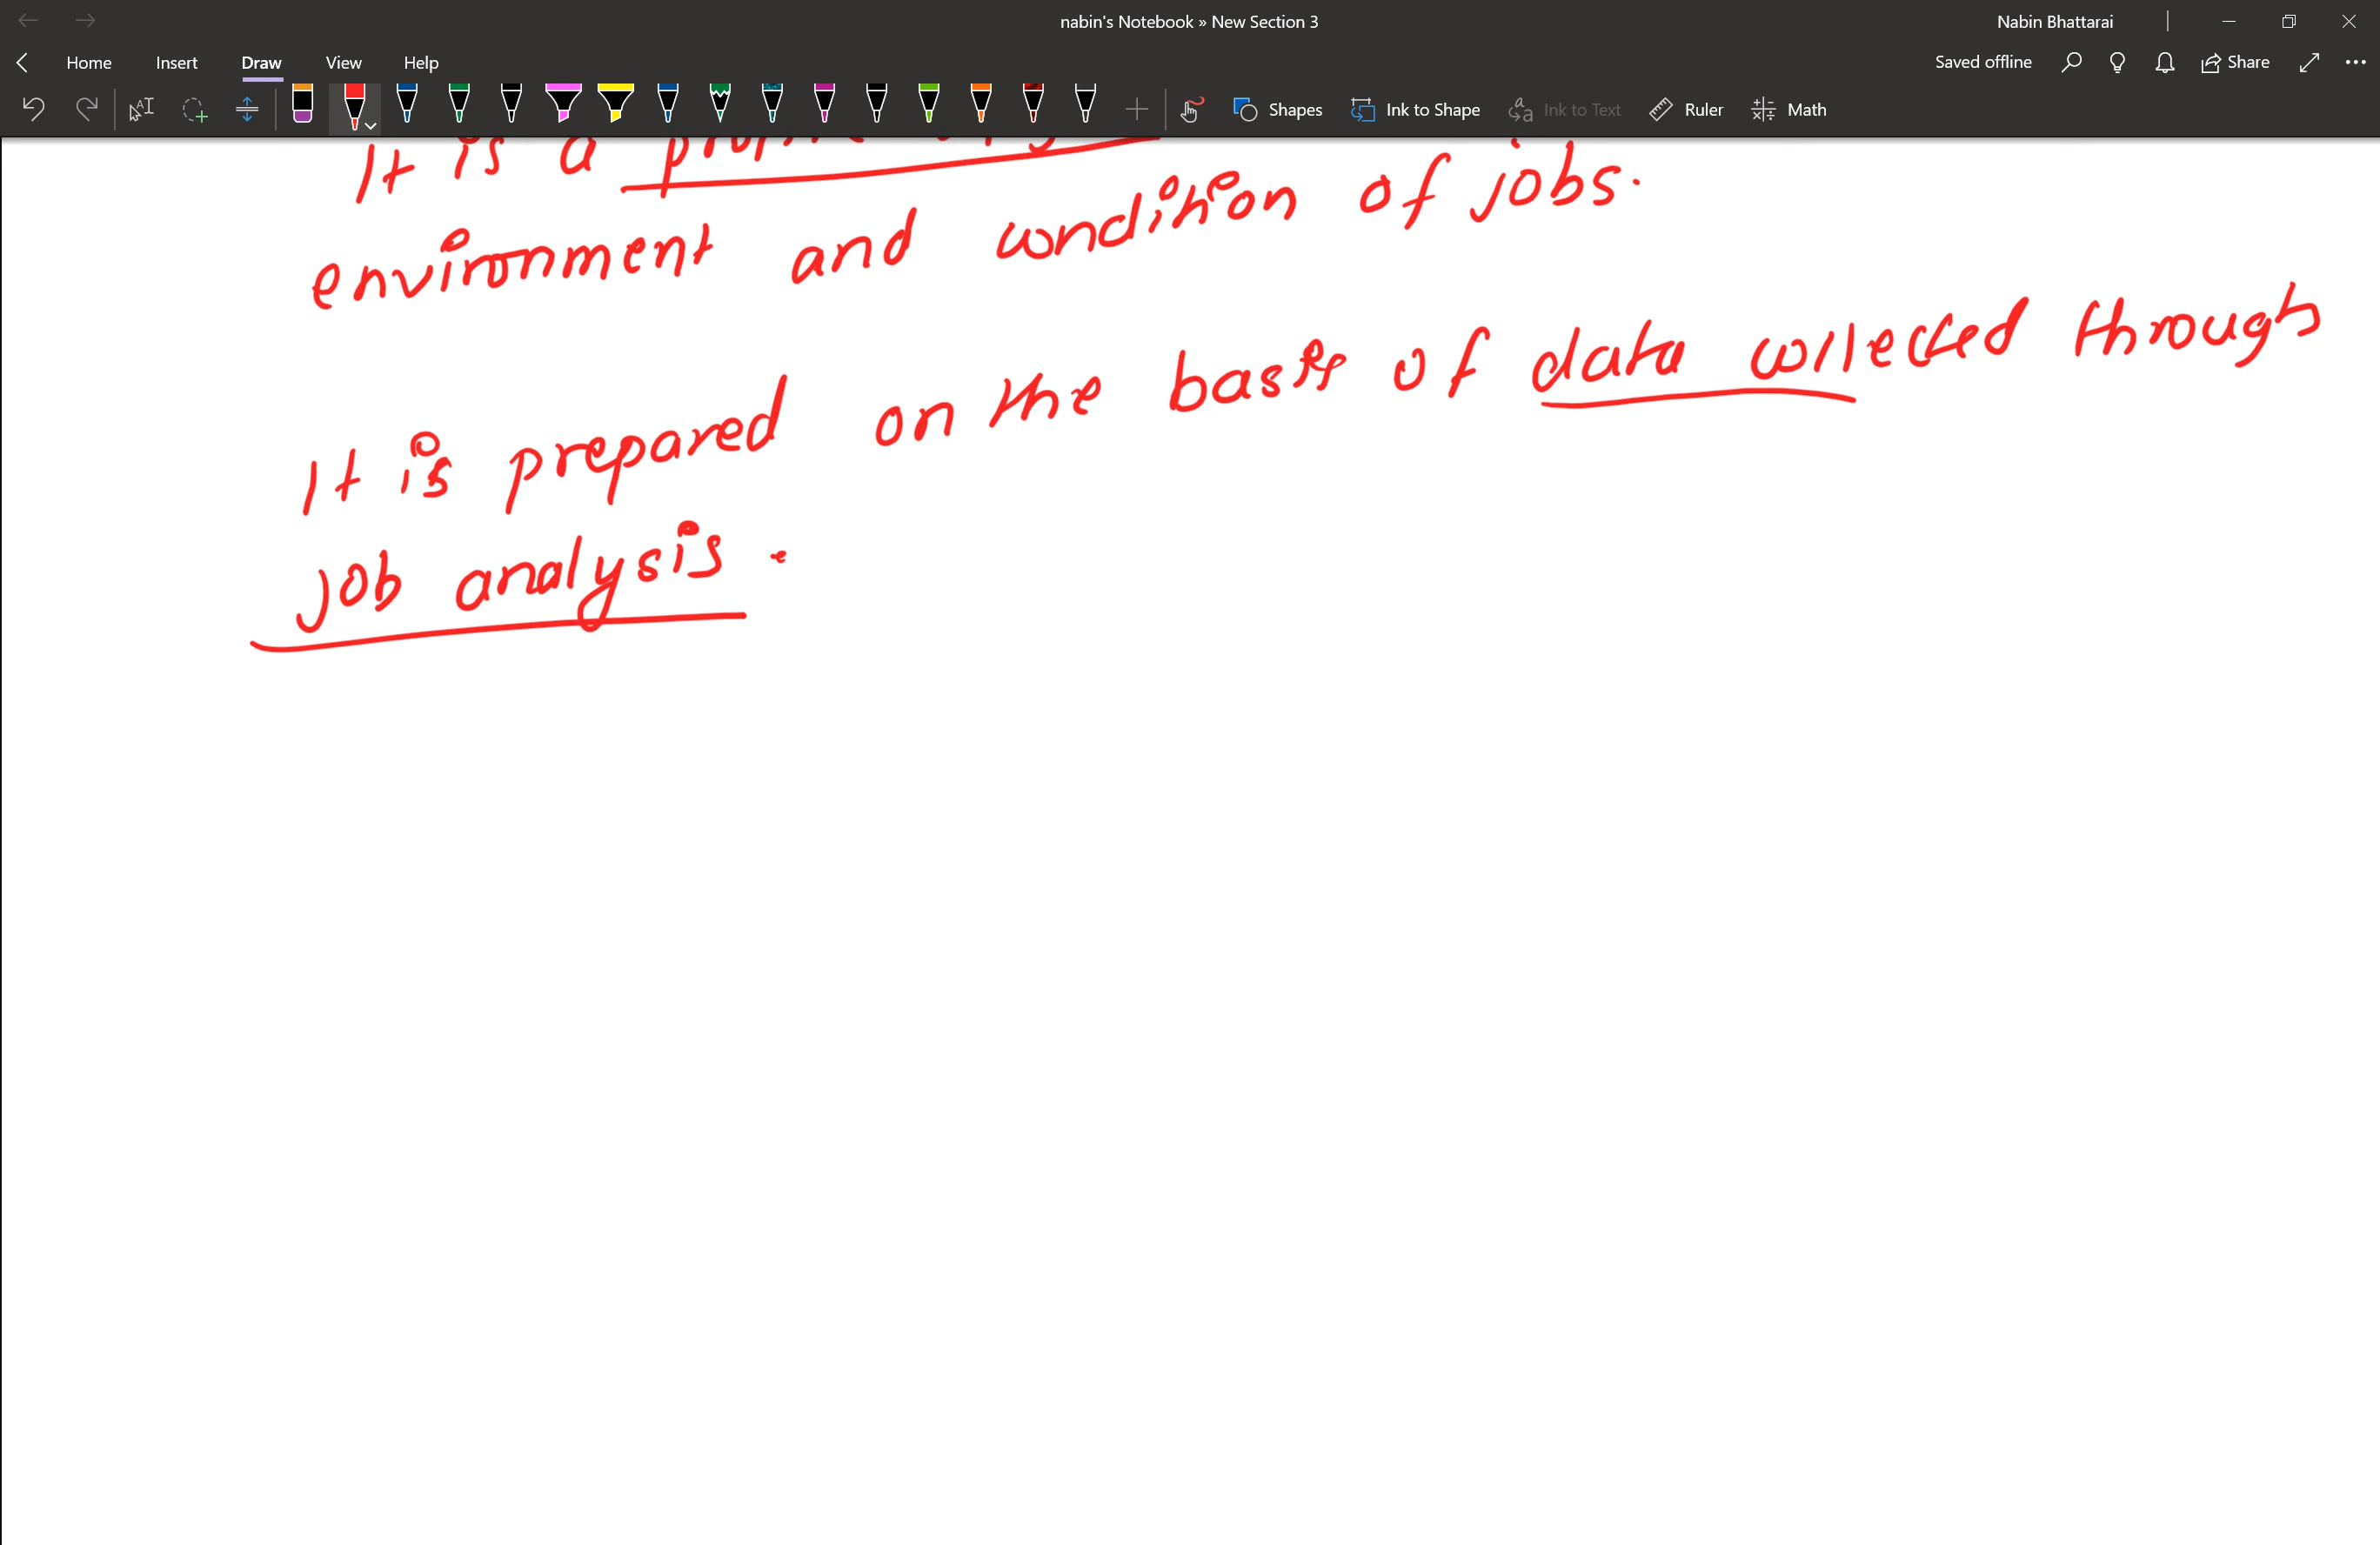 nabin's Notebook » New Section 3
Nabin Bhattarai
Home Insert Draw View Help
Saved offline
Share
Shapes Ink to Shape Ink to Text Ruler Math
It is a
environment and condition of jobs.
It is prepared on the basis of data collected through
job analysis.